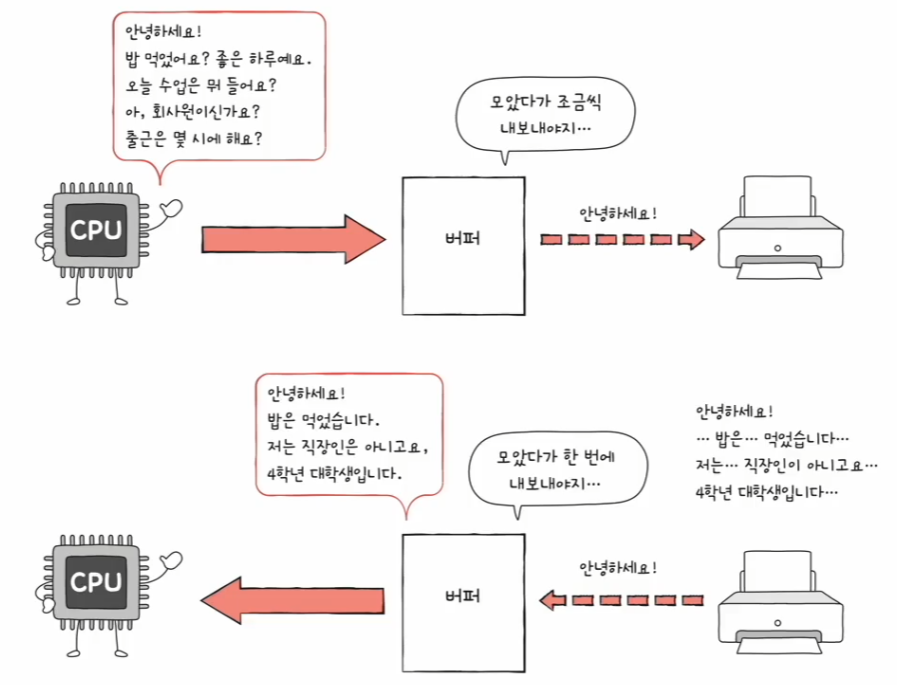 안녕하세요!
밥 먹었어요? 좋은 하루예요.
오늘 수업은 뭐 들어요?
아, 회사원이신가요?
출근은 몇 시에 해요?
모았다가 조금씩
내보내야지…
CPU
버퍼
안녕하세요!
안녕하세요!
밥은 먹었습니다.
저는 직장인은 아니고요,
4학년 대학생입니다.
모았다가 한 번에
내보내야지…
안녕하세요!
… 밥은… 먹었습니다…
저는… 직장인이 아니고요…
4학년 대학생입니다…
CPU
버퍼
안녕하세요!